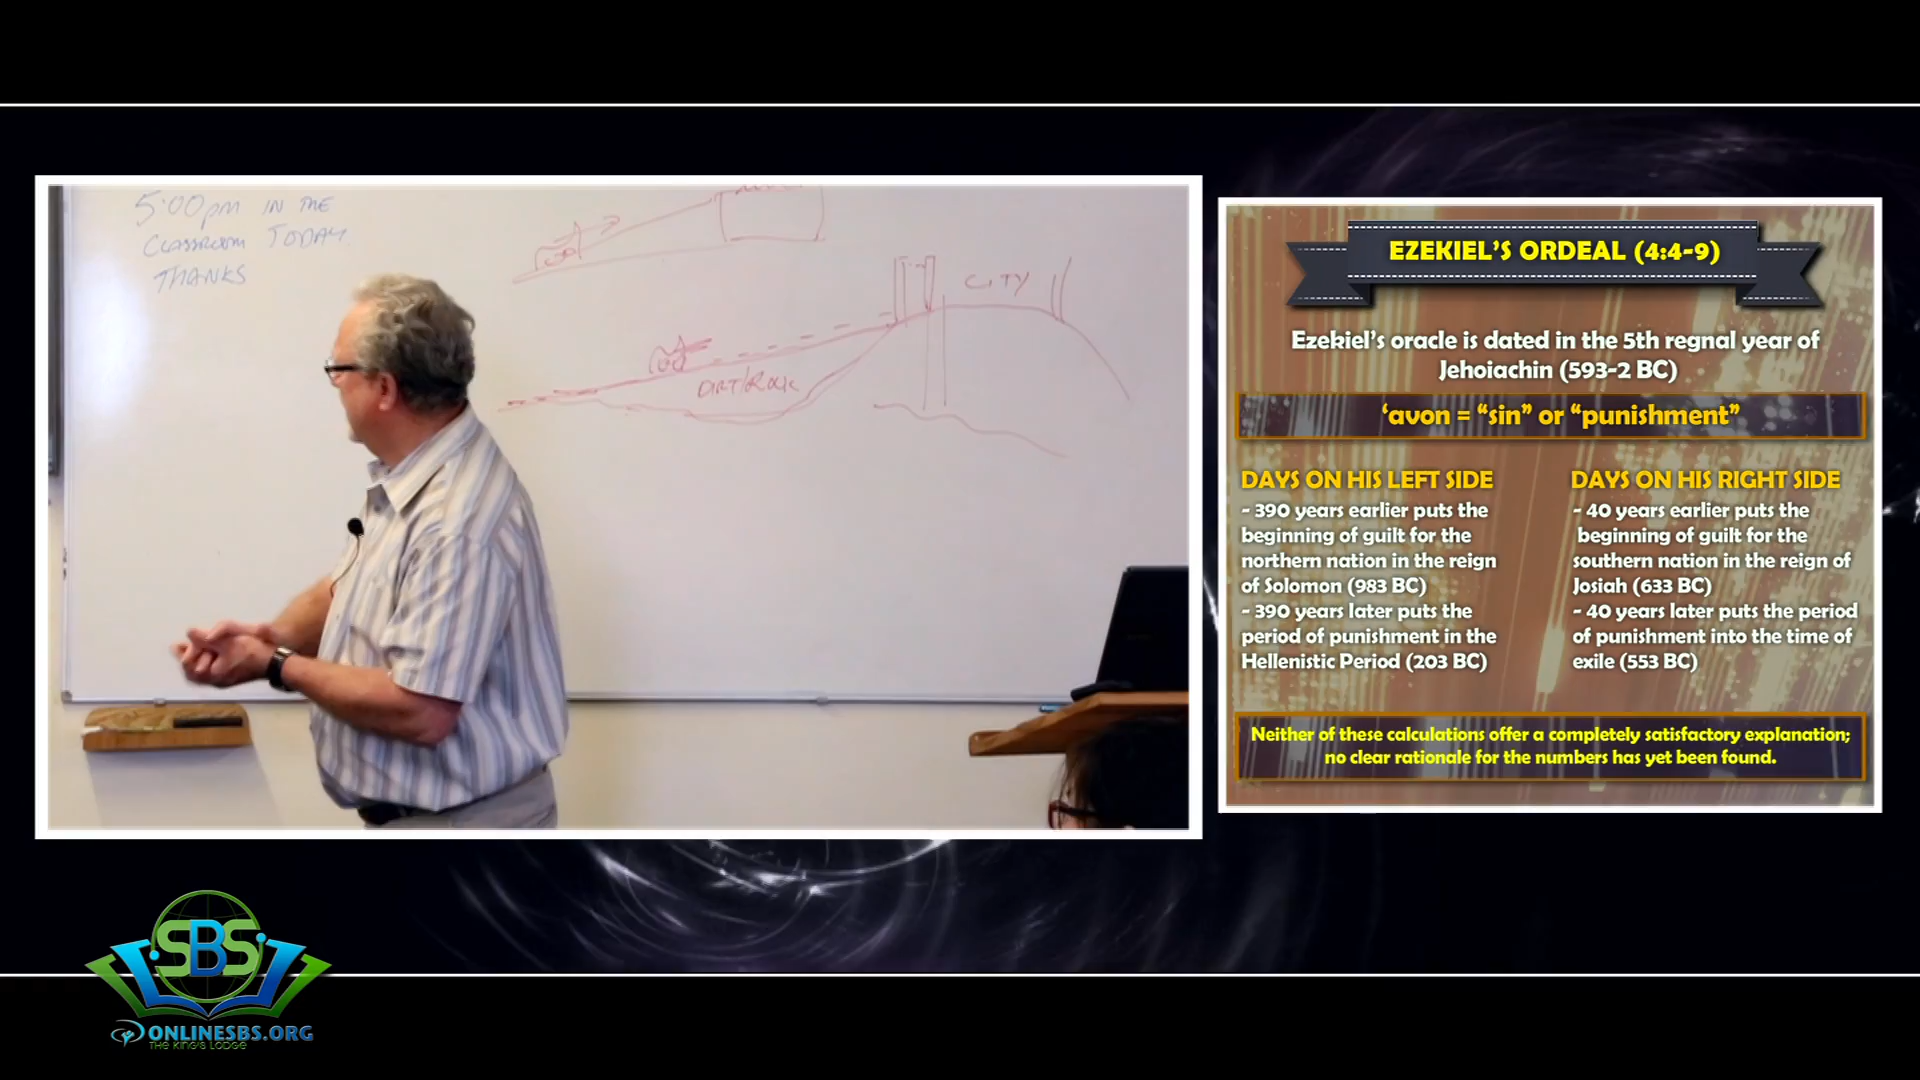 5:00pm IN THE
CLASSROOM TODAY.
THANKS
CITY
DIRT/ROCK
EZEKIEL'S ORDEAL (4:4-9)
Ezekiel's oracle is dated in the 5th regnal year of
Jehoiachin (593-2 BC)
‘avon = “sin” or “punishment”
DAYS ON HIS LEFT SIDE
- 390 years earlier puts the
beginning of guilt for the
northern nation in the reign
of Solomon (983 BC)
- 390 years later puts the
period of punishment in the
Hellenistic Period (203 BC)
DAYS ON HIS RIGHT SIDE
- 40 years earlier puts the
beginning of guilt for the
southern nation in the reign of
Josiah (633 BC)
- 40 years later puts the period
of punishment into the time of
exile (553 BC)
Neither of these calculations offer a completely satisfactory explanation;
no clear rationale for the numbers has yet been found.
SBS
ONLINESBS.ORG
THE KING'S LODGE